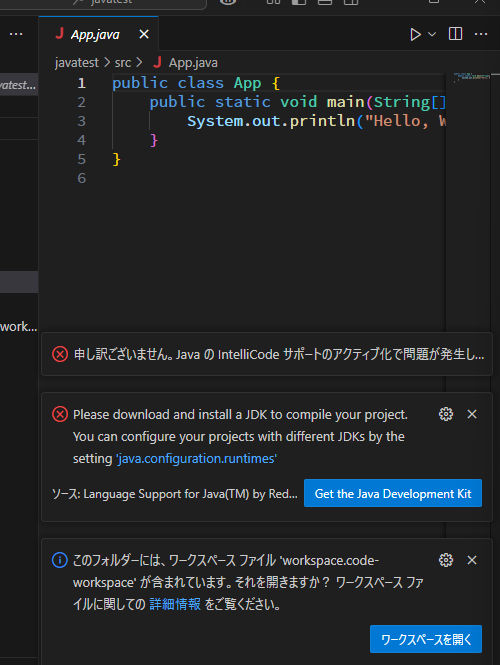 javatest
App.java
vatest...
javatest > src > App.java
1 public class App {
2 public static void main(String[]
3 System.out.println("Hello, W
4 }
5 }
6
work...
申し訳ございません。Java の IntelliCode サポートのアクティブ化で問題が発生し...
Please download and install a JDK to compile your project.
You can configure your projects with different JDKs by the
setting 'java.configuration.runtimes'
ソース: Language Support for Java(TM) by Red...
Get the Java Development Kit
このフォルダーには、ワークスペース ファイル 'workspace.code-
workspace' が含まれています。それを開きますか? ワークスペース ファ
イルに関しての 詳細情報 をご覧ください。
ワークスペースを開く